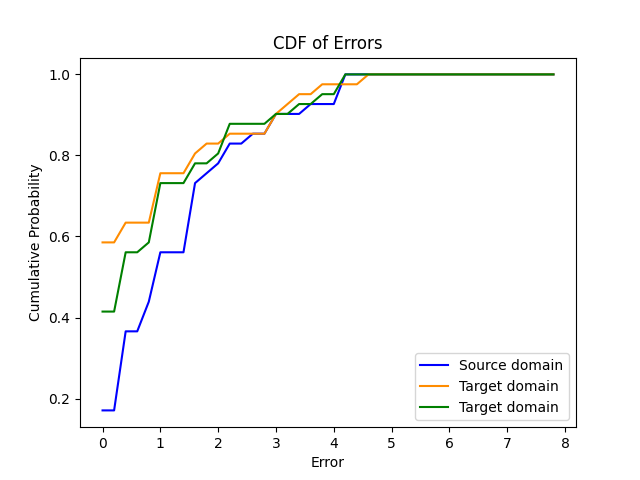 CDF of Errors
Cumulative Probability
1.0
0.8
0.6
0.4
0.2
0 1 2 3 4 5 6 7 8
Error
Source domain
Target domain
Target domain